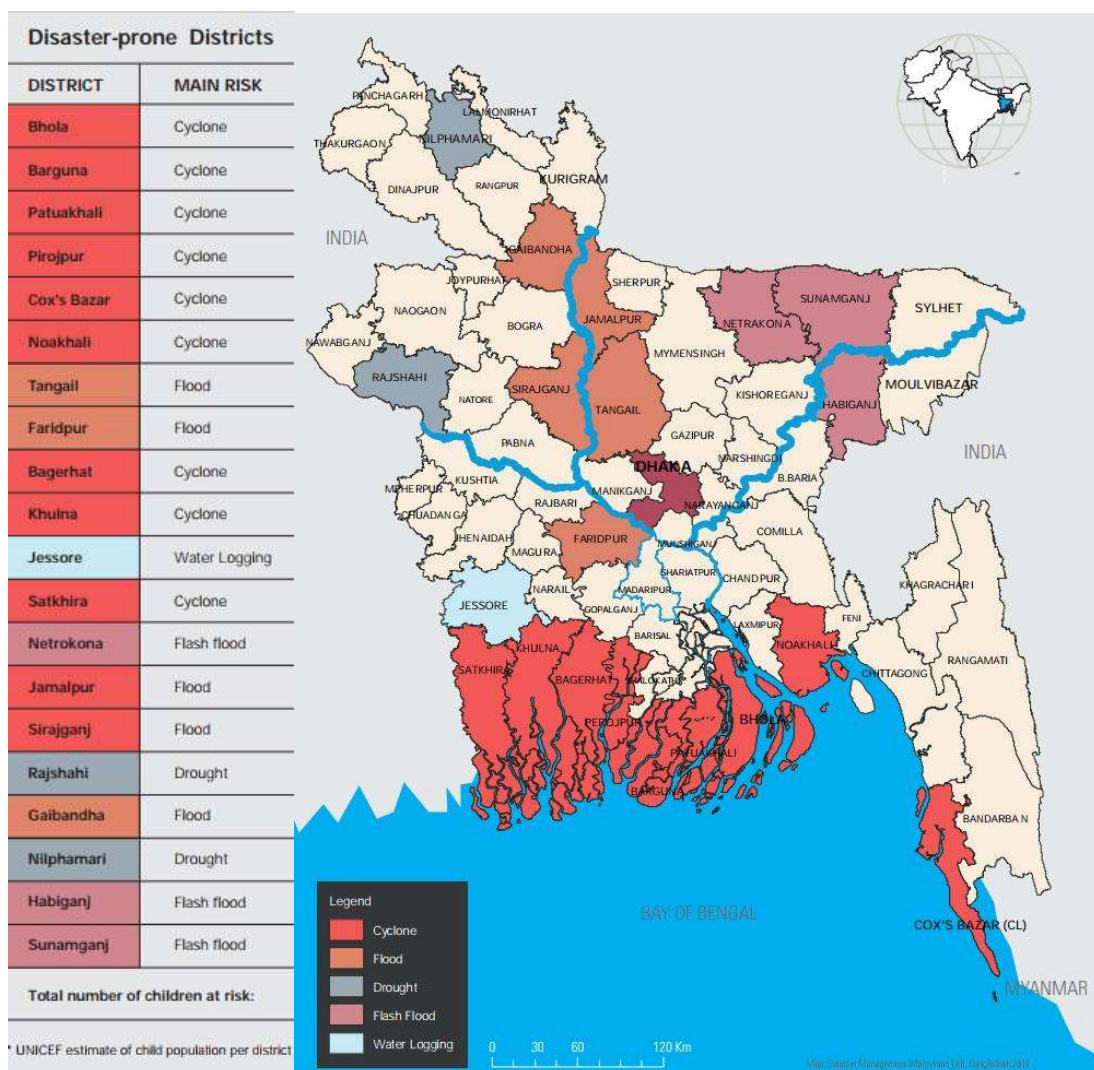 Disaster-prone Districts
DISTRICT MAIN RISK
Bhola Cyclone
Barguna Cyclone
Patuakhali Cyclone
Pirojpur Cyclone
Cox's Bazar Cyclone
Noakhali Cyclone
Tangail Flood
Faridpur Flood
Bagerhat Cyclone
Khulna Cyclone
Jessore Water Logging
Satkhira Cyclone
Netrokona Flash flood
Jamalpur Flood
Sirajganj Flood
Rajshahi Drought
Gaibandha Flood
Nilphamari Drought
Habiganj Flash flood
Sunamganj Flash flood
Total number of children at risk:
* UNICEF estimate of child population per district
PANCHAGARH
LALMONIRHAT
NILPHAMARI
THAKURGAON
KURIGRAM
DINAJPUR
RANGPUR
INDIA
GAIBANDHA
JOYPURHAT
SHERPUR
SUNAMGANJ
SYLHET
NAOGAON
JAMALPUR
NETRAKONA
BOGRA
NAWABGANJ
MYMENSINGH
RAJSHAHI
SIRAJGANJ
KISHOREGANJ
MOULVIBAZAR
NATORE
TANGAIL
HABIGANJ
GAZIPUR
PABNA
INDIA
NARSHINGDI
DHAKA
B.BARIA
KUSHTIA
MEHERPUR
MANIKGANJ
RAJBARI
NARAYANGANJ
CHUADANGA
COMILLA
JHENAIDAH
FARIDPUR
MUNSHIGANJ
MAGURA
SHARIATPUR
CHANDPUR
KHAGRACHARI
NARAIL
MADARIPUR
JESSORE
GOPALGANJ
LAXMIPUR
FENI
BARISAL
NOAKHALI
KHULNA
RANGAMATI
SATKHIRA
BAGERHAT
CHITTAGONG
BHOLA
PEROJPUR
PATUAKHALI
BARGUNA
BANDARBAN
Legend
Cyclone
Flood
Drought
Flash Flood
Water Logging
BAY OF BENGAL
COX'S BAZAR (CL)
MYANMAR
0 30 60 120 Km